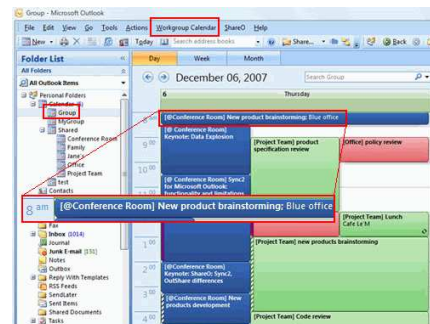 Group - Microsoft Outlook
File Edit View Go Tools Actions Workgroup Calendar ShareO Help
New Today Search address books Share... Back
Folder List
All Folders
All Outlook Items
Personal Folders
Calendar
Group
MyGroup
Shared
Conference Room
Family
Jane's
Office
Project Team
test
Contacts
Fax
Inbox (1014)
Journal
Junk E-mail [151]
Notes
Outbox
Reply With Templates
RSS Feeds
SendLater
Sent Items
Shared Documents
Tasks
Day Week Month
December 06, 2007 Search Group
6 Thursday
[@Conference Room] New product brainstorming; Blue office
[@Conference Room]
Keynote: Data Explosion
9 00
[Project Team] product
specification review
[Office] policy review
10 00
[@ Conference Room] Sync2
for Microsoft Outlook:
functionality and limitations
8 am [@Conference Room] New product brainstorming; Blue office
[Project Team] Lunch
Cafe Le'M
1 00
[Project Team] new products brainstorming
2 00
[@Conference Room]
Keynote: ShareO; Sync2,
OutShare differences
3 00
[@Conference Room] New
products development
4 00
[Project Team] Code review